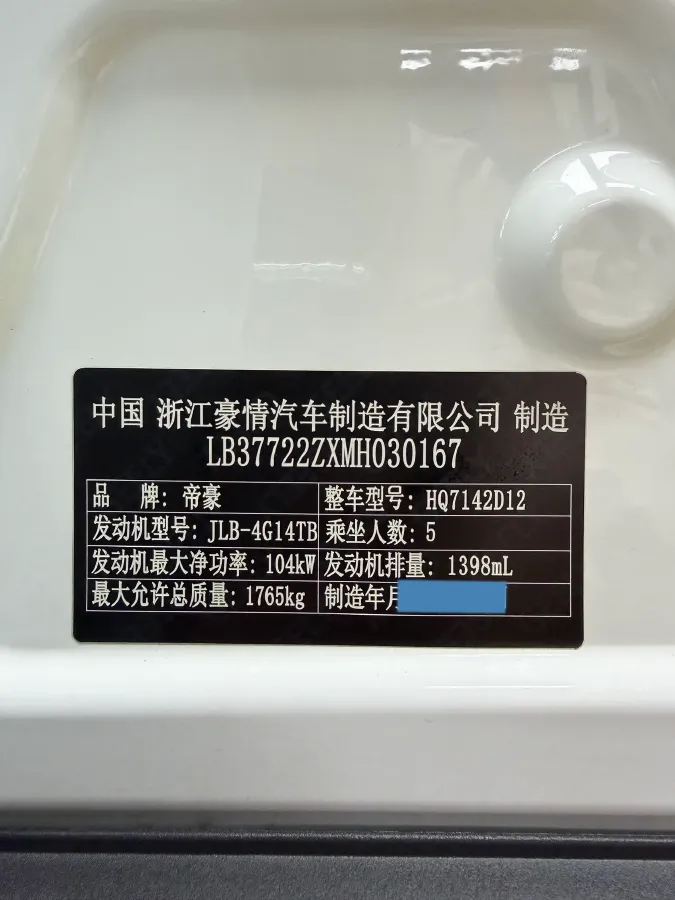 中国 浙江豪情汽车制造有限公司 制造
LB37722ZXMH030167
品 牌: 帝豪 整车型号: HQ7142D12
发动机型号: JLB-4G14TB 乘坐人数: 5
发动机最大净功率: 104kW 发动机排量: 1398mL
最大允许总质量: 1765kg 制造年月